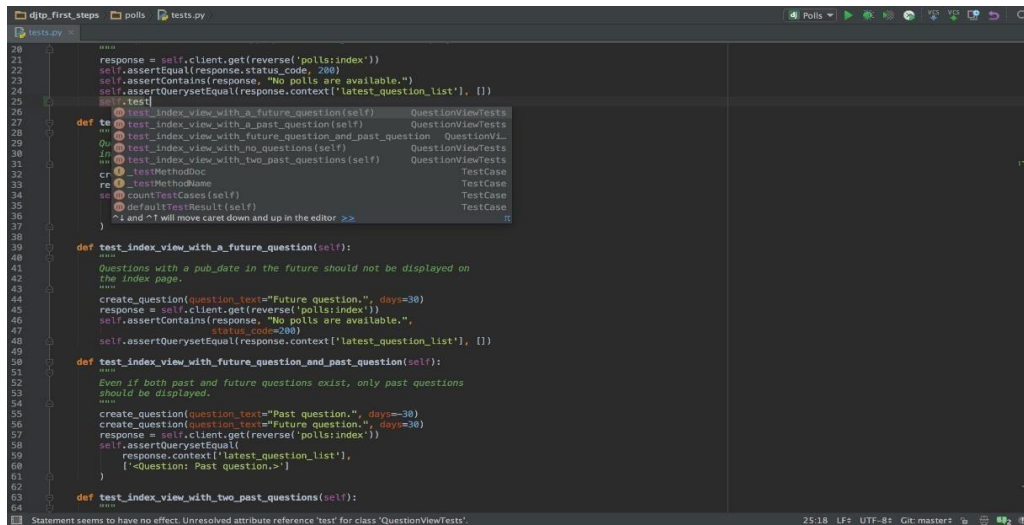 djtp_first_steps polls tests.py Polls
tests.py
20 """
21 response = self.client.get(reverse('polls:index'))
22 self.assertEqual(response.status_code, 200)
23 self.assertContains(response, "No polls are available.")
24 self.assertQuerysetEqual(response.context['latest_question_list'], [])
25 self.test
26 test_index_view_with_a_future_question(self) QuestionViewTests
27 def te test_index_view_with_a_past_question(self) QuestionViewTests
28 """ test_index_view_with_future_question_and_past_question QuestionVi…
29 Qu test_index_view_with_no_questions(self) QuestionViewTests
30 in test_index_view_with_two_past_questions(self) QuestionViewTests
31 """ _testMethodDoc TestCase
32 cr _testMethodName TestCase
33 re countTestCases(self) TestCase
34 se defaultTestResult(self) TestCase
35 ^↓ and ^↑ will move caret down and up in the editor >> π
36
37 )
38
39 def test_index_view_with_a_future_question(self):
40 """
41 Questions with a pub_date in the future should not be displayed on
42 the index page.
43 """
44 create_question(question_text="Future question.", days=30)
45 response = self.client.get(reverse('polls:index'))
46 self.assertContains(response, "No polls are available.",
47 status_code=200)
48 self.assertQuerysetEqual(response.context['latest_question_list'], [])
49
50 def test_index_view_with_future_question_and_past_question(self):
51 """
52 Even if both past and future questions exist, only past questions
53 should be displayed.
54 """
55 create_question(question_text="Past question.", days=-30)
56 create_question(question_text="Future question.", days=30)
57 response = self.client.get(reverse('polls:index'))
58 self.assertQuerysetEqual(
59 response.context['latest_question_list'],
60 ['<Question: Past question.>']
61 )
62
63 def test_index_view_with_two_past_questions(self):
64 """
Statement seems to have no effect. Unresolved attribute reference 'test' for class 'QuestionViewTests'. 25:18 LF÷ UTF-8÷ Git: master÷